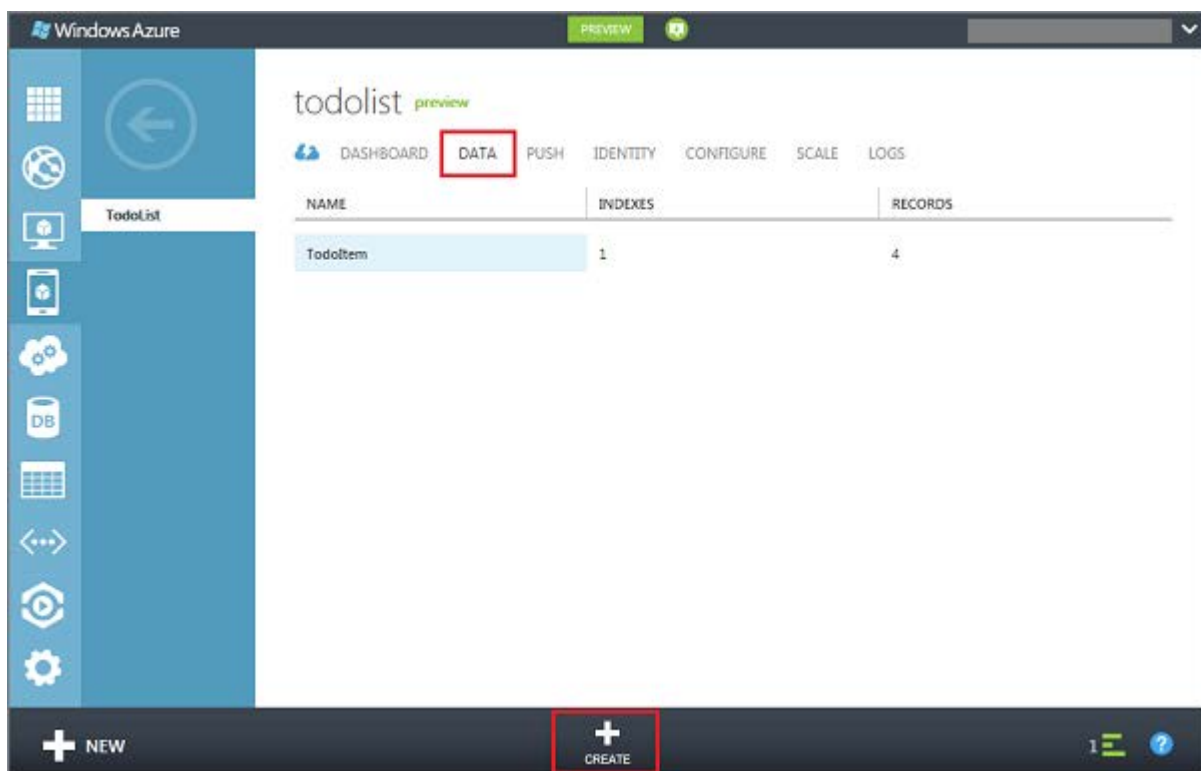 Windows Azure
PREVIEW
todolist preview
DASHBOARD DATA PUSH IDENTITY CONFIGURE SCALE LOGS
TodoList
NAME INDEXES RECORDS
TodoItem 1 4
DB
NEW
CREATE
1
?